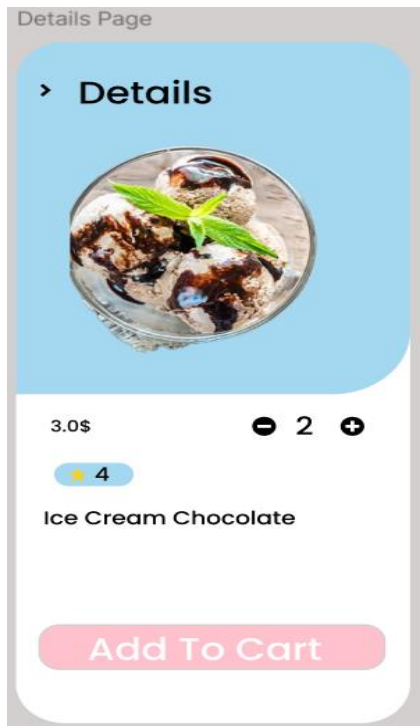 Details Page
> Details
3.0$ 2
4
Ice Cream Chocolate
Add To Cart